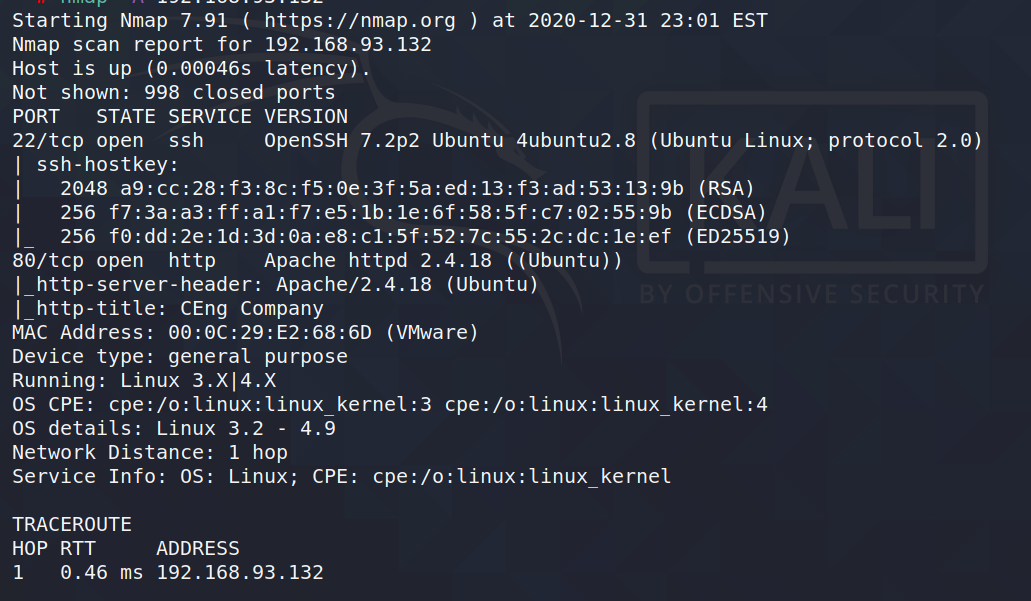 # nmap -A 192.168.93.132
Starting Nmap 7.91 ( https://nmap.org ) at 2020-12-31 23:01 EST
Nmap scan report for 192.168.93.132
Host is up (0.00046s latency).
Not shown: 998 closed ports
PORT   STATE SERVICE VERSION
22/tcp open  ssh     OpenSSH 7.2p2 Ubuntu 4ubuntu2.8 (Ubuntu Linux; protocol 2.0)
| ssh-hostkey:
|   2048 a9:cc:28:f3:8c:f5:0e:3f:5a:ed:13:f3:ad:53:13:9b (RSA)
|   256 f7:3a:a3:ff:a1:f7:e5:1b:1e:6f:58:5f:c7:02:55:9b (ECDSA)
|_  256 f0:dd:2e:1d:3d:0a:e8:c1:5f:52:7c:55:2c:dc:1e:ef (ED25519)
80/tcp open  http    Apache httpd 2.4.18 ((Ubuntu))
|_http-server-header: Apache/2.4.18 (Ubuntu)
|_http-title: CEng Company
MAC Address: 00:0C:29:E2:68:6D (VMware)
Device type: general purpose
Running: Linux 3.X|4.X
OS CPE: cpe:/o:linux:linux_kernel:3 cpe:/o:linux:linux_kernel:4
OS details: Linux 3.2 - 4.9
Network Distance: 1 hop
Service Info: OS: Linux; CPE: cpe:/o:linux:linux_kernel

TRACEROUTE
HOP RTT     ADDRESS
1   0.46 ms 192.168.93.132
KALI
BY OFFENSIVE SECURITY